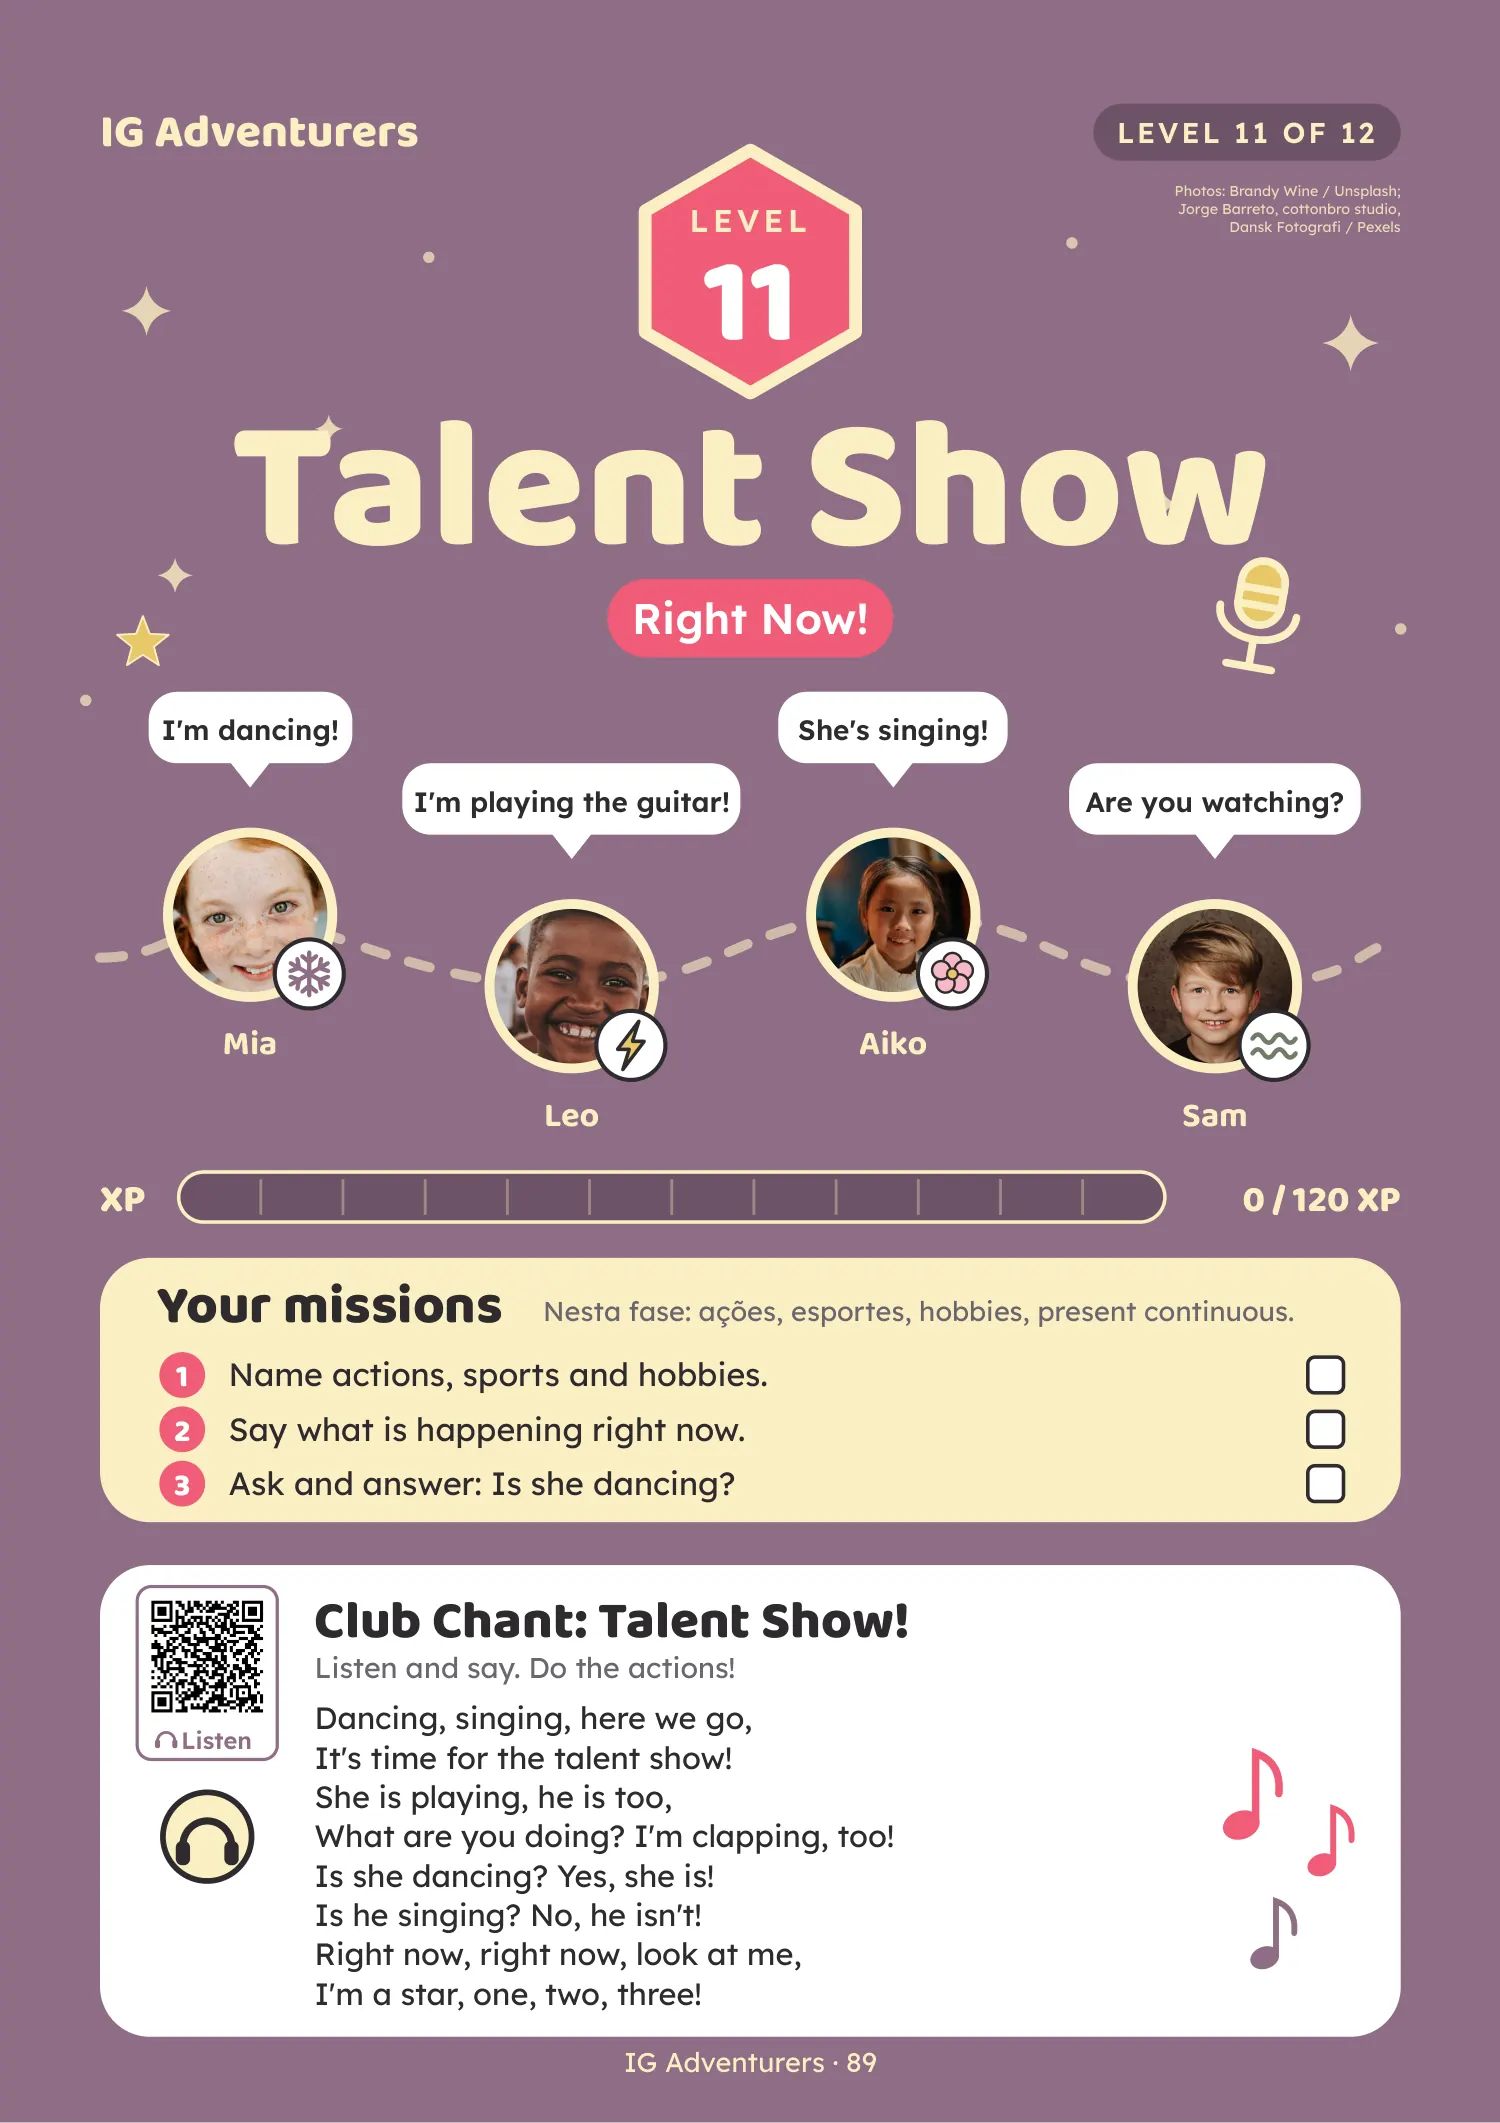 IG Adventurers
LEVEL 11 OF 12
Photos: Brandy Wine / Unsplash;
Jorge Barreto, cottonbro studio,
Dansk Fotografi / Pexels
LEVEL
11
Talent Show
Right Now!
I'm dancing!
She's singing!
I'm playing the guitar!
Are you watching?
Mia
Aiko
Leo
Sam
XP
0 / 120 XP
Your missions
Nesta fase: ações, esportes, hobbies, present continuous.
1 Name actions, sports and hobbies.
2 Say what is happening right now.
3 Ask and answer: Is she dancing?
Listen
Club Chant: Talent Show!
Listen and say. Do the actions!
Dancing, singing, here we go,
It's time for the talent show!
She is playing, he is too,
What are you doing? I'm clapping, too!
Is she dancing? Yes, she is!
Is he singing? No, he isn't!
Right now, right now, look at me,
I'm a star, one, two, three!
IG Adventurers · 89